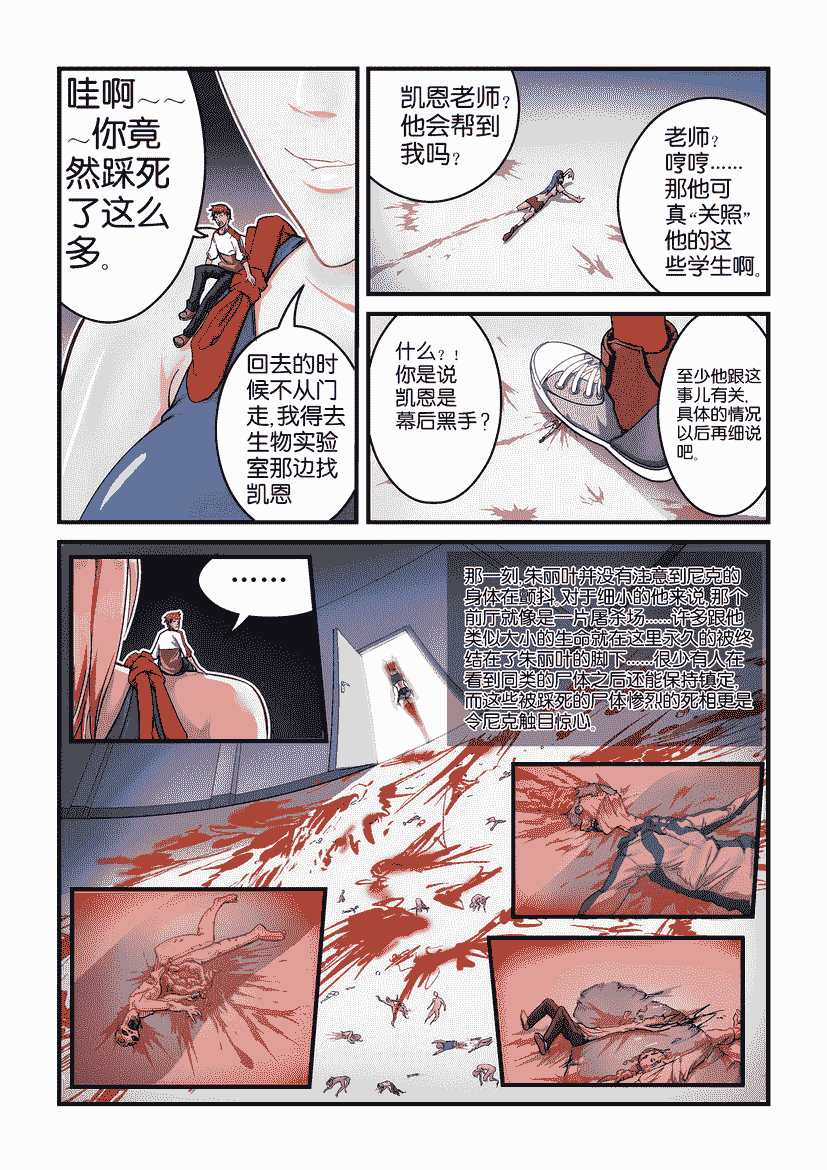 哇啊～～
～你竟
然踩死
了这么
多。
回去的时
候不从门
走,我得去
生物实验
室那边找
凯恩
凯恩老师?
他会帮到
我吗?
老师?
哼哼……
那他可
真“关照”
他的这
些学生啊。
什么?!
你是说
凯恩是
幕后黑手?
至少他跟这
事儿有关,
具体的情况
以后再细说
吧。
……
那一刻,朱丽叶并没有注意到尼克的
身体在颤抖,对于细小的他来说,那个
前厅就像是一片屠杀场……许多跟他
类似大小的生命就在这里永久的被终
结在了朱丽叶的脚下……很少有人在
看到同类的尸体之后还能保持镇定,
而这些被踩死的尸体惨烈的死相更是
令尼克触目惊心。